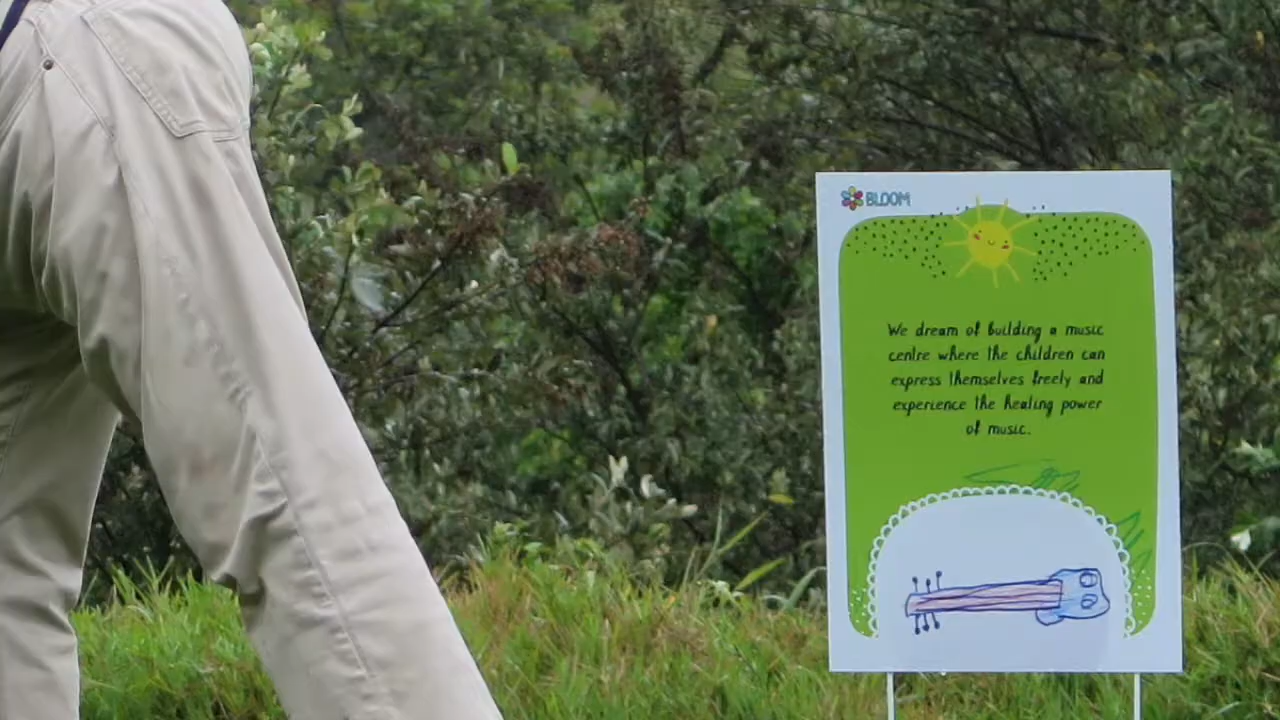 BLOOM
We dream of building a music
centre where the children can
express themselves freely and
experience the healing power
of music.